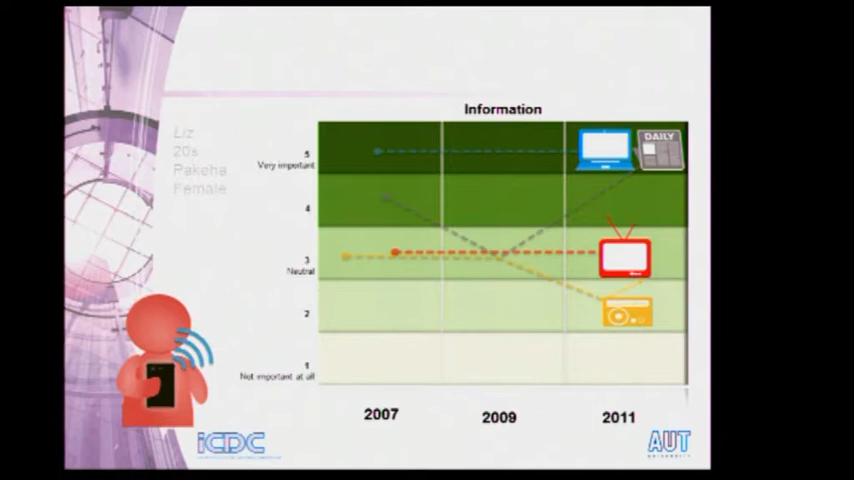 Information
Liz
20s
Pakeha
Female
5
Very important
4
3
Neutral
2
1
Not important at all
DAILY
2007
2009
2011
iCDC
AUT
UNIVERSITY